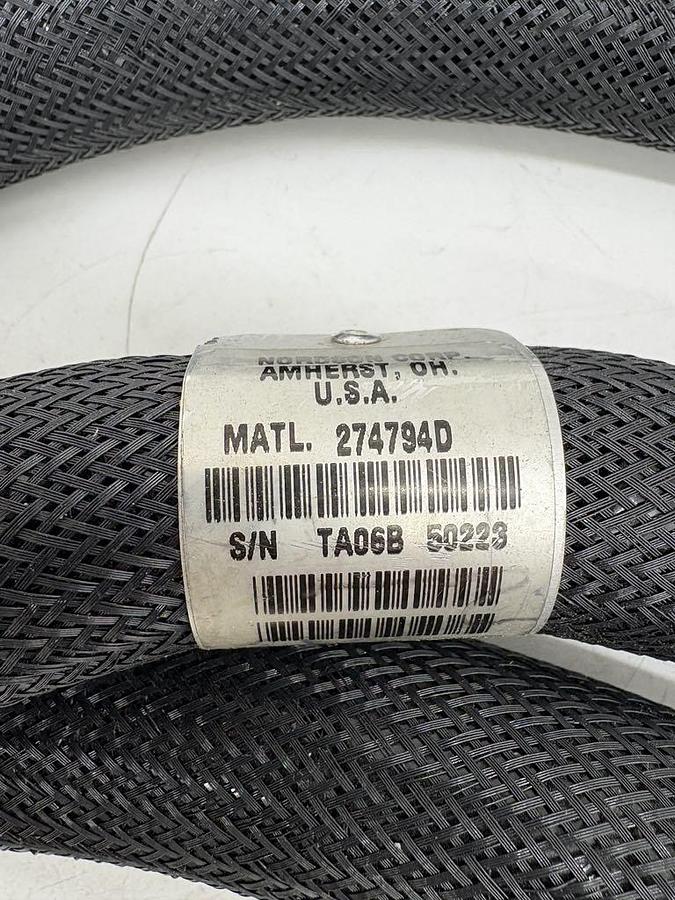 NORDSON CORP.
AMHERST, OH.
U.S.A.
MATL. 274794D
S/N TA06B 50223